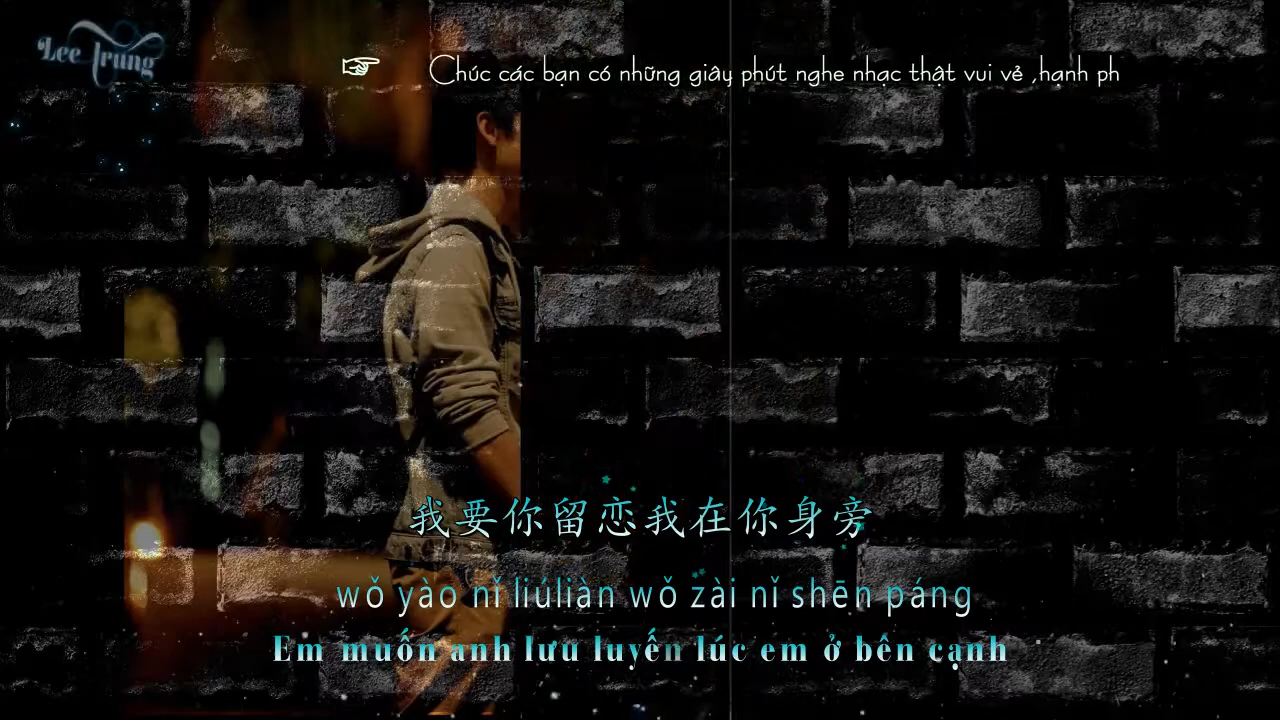 Lee Trung
☞ Chúc các bạn có những giây phút nghe nhạc thật vui vẻ ,hạnh ph
我要你留恋我在你身旁
wǒ yào nǐ liúliàn wǒ zài nǐ shēn páng
Em muốn anh lưu luyến lúc em ở bên cạnh